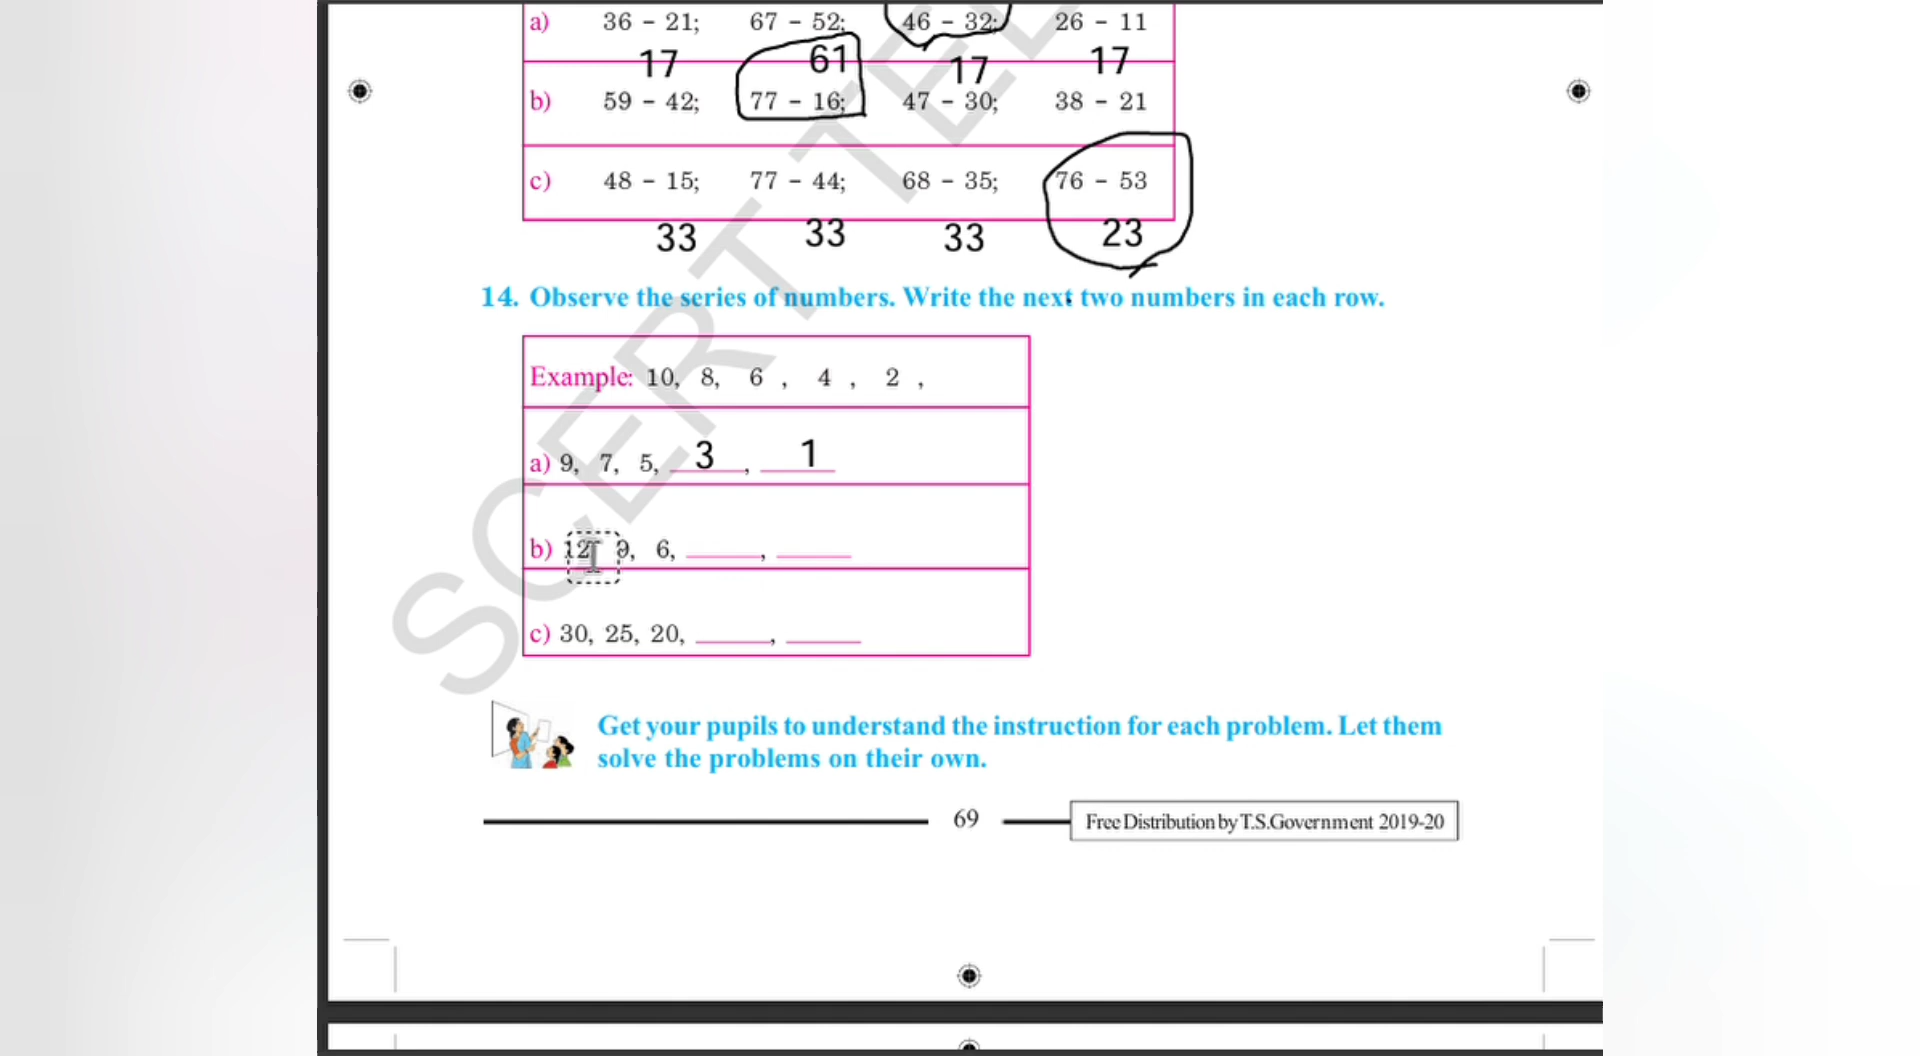 a) 36 – 21; 67 – 52; 46 – 32; 26 – 11
17 61 17 17
b) 59 – 42; 77 – 16; 47 – 30; 38 – 21
c) 48 – 15; 77 – 44; 68 – 35; 76 – 53
33 33 33 23
14. Observe the series of numbers. Write the next two numbers in each row.
Example: 10, 8, 6 , 4 , 2 ,
a) 9, 7, 5, 3 , 1
b) 12, 9, 6, ______, ______
c) 30, 25, 20, ______, ______
Get your pupils to understand the instruction for each problem. Let them
solve the problems on their own.
69
Free Distribution by T.S.Government 2019-20